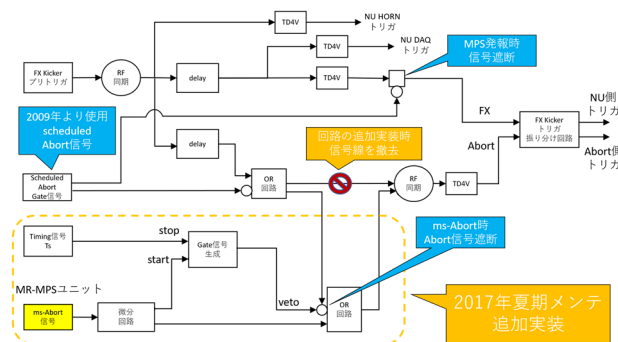 TD4V
NU HORN
トリガ
TD4V
NU DAQ
トリガ
MPS発報時
信号遮断
FX Kicker
プリトリガ
RF
同期
delay
TD4V
2009年より使用
scheduled
Abort信号
FX
NU側
トリガ
FX Kicker
トリガ
振り分け回路
delay
回路の追加実装時
信号線を撤去
Abort
Abort側
トリガ
Scheduled
Abort
Gate信号
OR
回路
RF
同期
TD4V
Timing信号
Ts
stop
start
Gate信号
生成
ms-Abort時
Abort信号遮断
MR-MPSユニット
ms-Abort
信号
微分
回路
veto
OR
回路
2017年夏期メンテ
追加実装